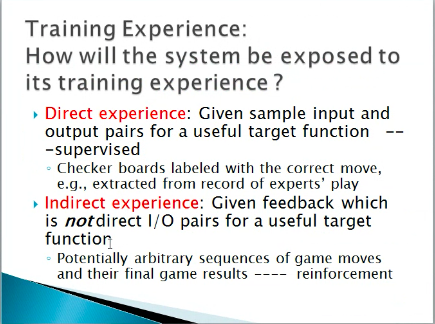 Training Experience:
How will the system be exposed to
its training experience ?
Direct experience: Given sample input and
output pairs for a useful target function --
-supervised
Checker boards labeled with the correct move,
e.g., extracted from record of experts' play
Indirect experience: Given feedback which
is not direct I/O pairs for a useful target
function
Potentially arbitrary sequences of game moves
and their final game results ---- reinforcement